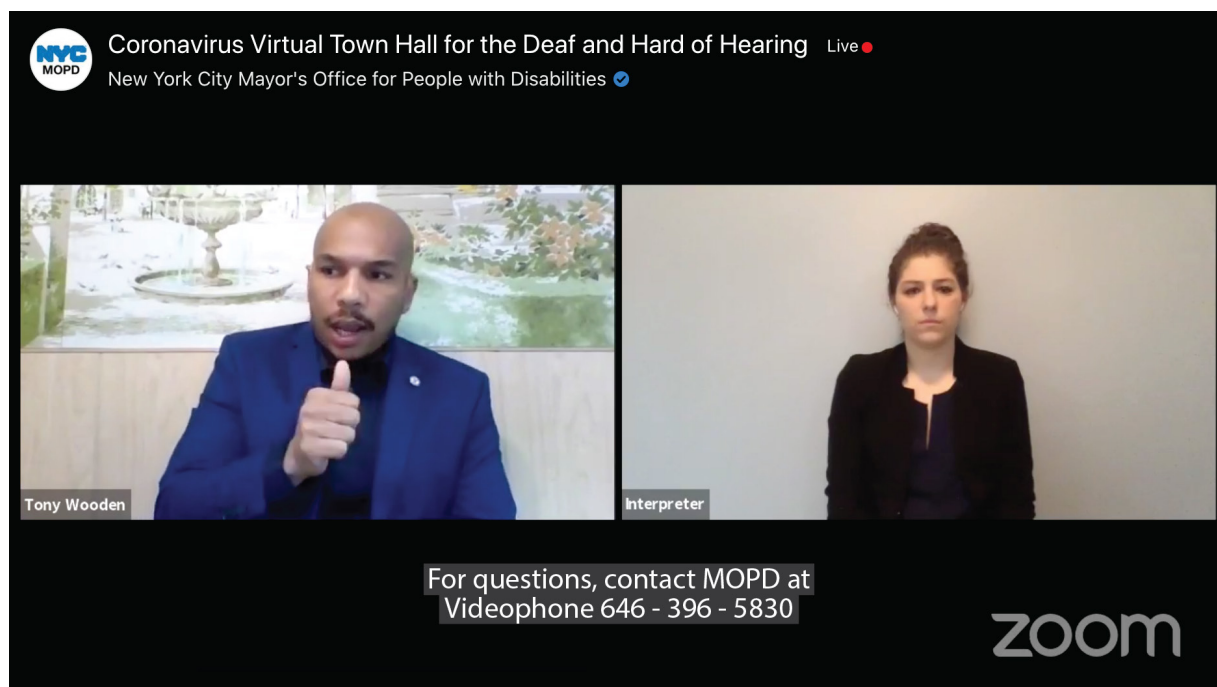 NYC
MOPD
Coronavirus Virtual Town Hall for the Deaf and Hard of Hearing Live
New York City Mayor's Office for People with Disabilities
Tony Wooden
Interpreter
For questions, contact MOPD at
Videophone 646 - 396 - 5830
zoom